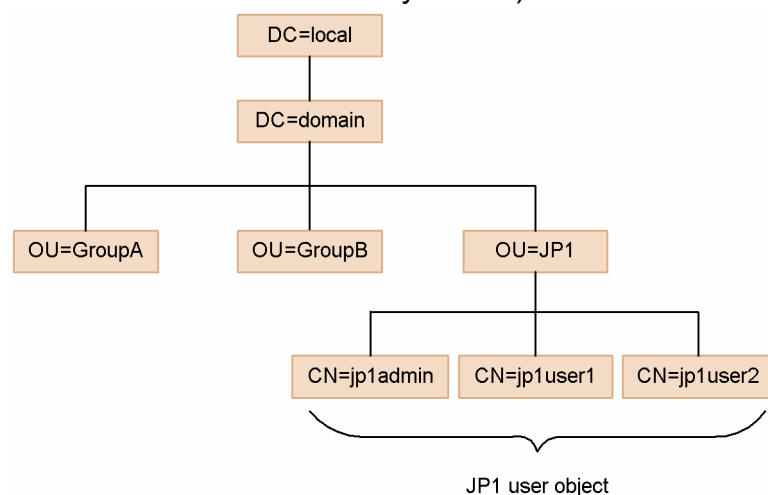 DC=local
DC=domain
OU=GroupA
OU=GroupB
OU=JP1
CN=jp1admin
CN=jp1user1
CN=jp1user2
JP1 user object